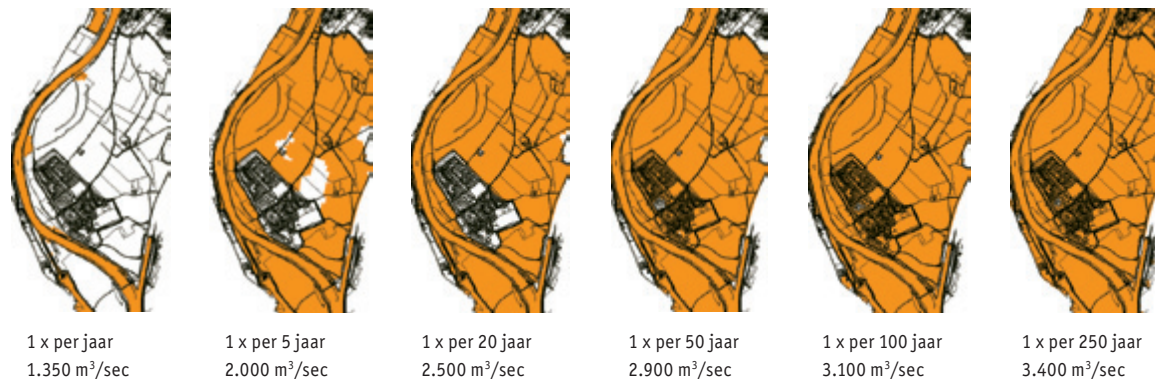 1 x per jaar
1.350 m³/sec
1 x per 5 jaar
2.000 m³/sec
1 x per 20 jaar
2.500 m³/sec
1 x per 50 jaar
2.900 m³/sec
1 x per 100 jaar
3.100 m³/sec
1 x per 250 jaar
3.400 m³/sec